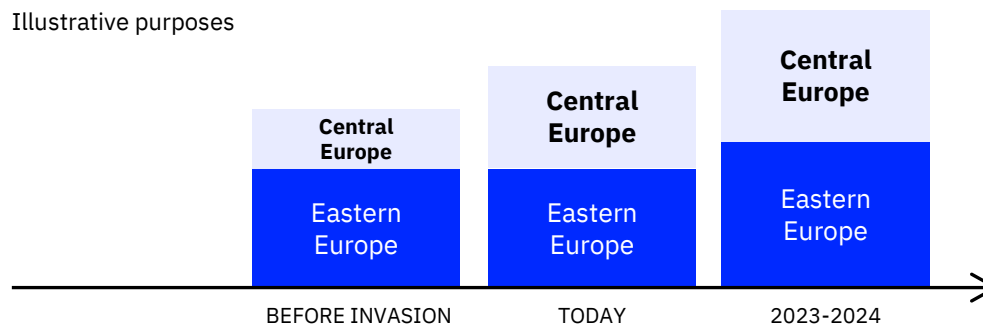 Illustrative purposes
Central
Europe
Eastern
Europe
Central
Europe
Eastern
Europe
Central
Europe
Eastern
Europe
BEFORE INVASION
TODAY
2023-2024